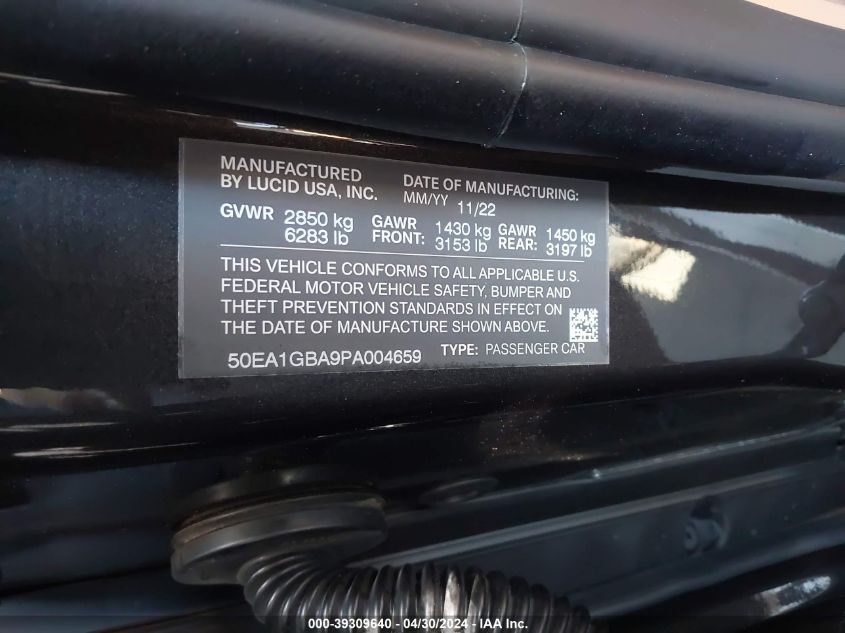 MANUFACTURED
BY LUCID USA, INC.
DATE OF MANUFACTURING:
MM/YY 11/22
GVWR 2850 kg
6283 lb
GAWR 1430 kg
FRONT: 3153 lb
GAWR 1450 kg
REAR: 3197 lb
THIS VEHICLE CONFORMS TO ALL APPLICABLE U.S.
FEDERAL MOTOR VEHICLE SAFETY, BUMPER AND
THEFT PREVENTION STANDARDS IN EFFECT ON
THE DATE OF MANUFACTURE SHOWN ABOVE.
50EA1GBA9PA004659
TYPE: PASSENGER CAR
000-39309640 - 04/30/2024 - IAA Inc.